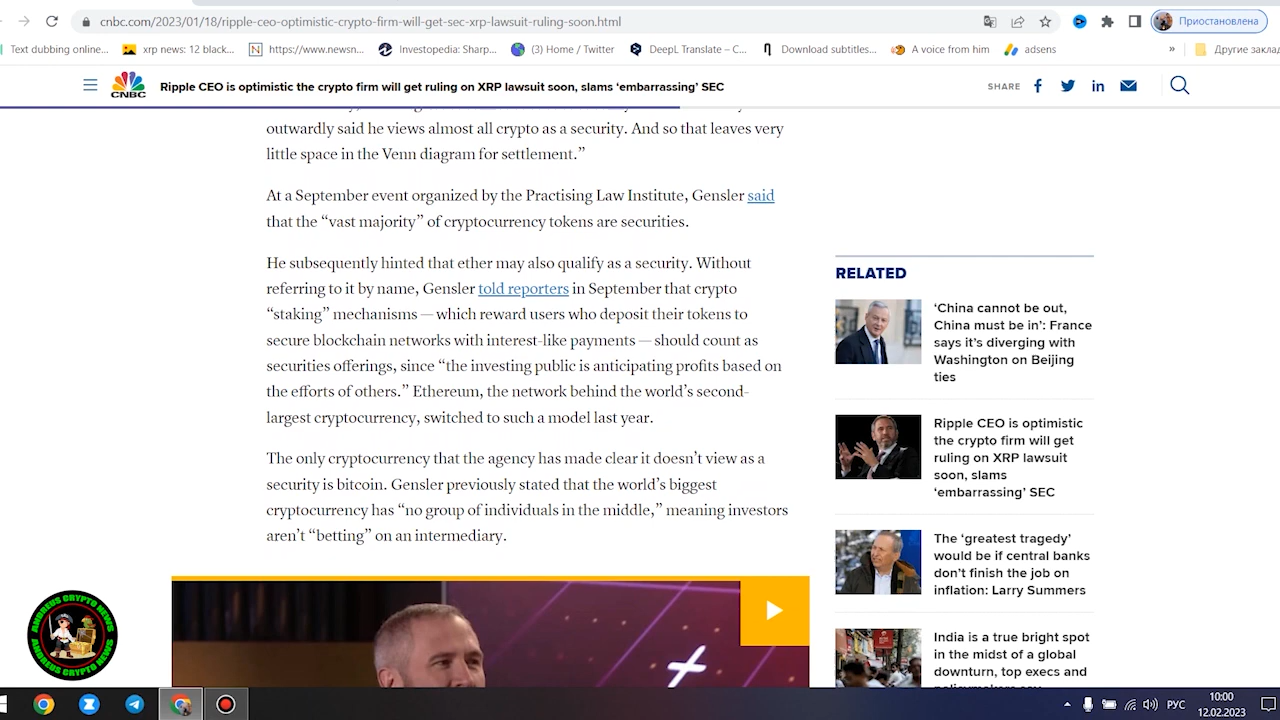 cnbc.com/2023/01/18/ripple-ceo-optimistic-crypto-firm-will-get-sec-xrp-lawsuit-ruling-soon.html
Приостановлена
Text dubbing online...
xrp news: 12 black...
https://www.newsn...
Investopedia: Sharp...
(3) Home / Twitter
DeepL Translate – C...
Download subtitles...
A voice from him
adsens
»
Другие закла
CNBC
Ripple CEO is optimistic the crypto firm will get ruling on XRP lawsuit soon, slams ‘embarrassing’ SEC
SHARE
outwardly said he views almost all crypto as a security. And so that leaves very
little space in the Venn diagram for settlement.”
At a September event organized by the Practising Law Institute, Gensler said
that the “vast majority” of cryptocurrency tokens are securities.
He subsequently hinted that ether may also qualify as a security. Without
referring to it by name, Gensler told reporters in September that crypto
“staking” mechanisms — which reward users who deposit their tokens to
secure blockchain networks with interest-like payments — should count as
securities offerings, since “the investing public is anticipating profits based on
the efforts of others.” Ethereum, the network behind the world’s second-
largest cryptocurrency, switched to such a model last year.
The only cryptocurrency that the agency has made clear it doesn’t view as a
security is bitcoin. Gensler previously stated that the world’s biggest
cryptocurrency has “no group of individuals in the middle,” meaning investors
aren’t “betting” on an intermediary.
RELATED
‘China cannot be out,
China must be in’: France
says it’s diverging with
Washington on Beijing
ties
Ripple CEO is optimistic
the crypto firm will get
ruling on XRP lawsuit
soon, slams
‘embarrassing’ SEC
The ‘greatest tragedy’
would be if central banks
don’t finish the job on
inflation: Larry Summers
India is a true bright spot
in the midst of a global
downturn, top execs and
ANDREUS CRYPTO NEWS
ANDREUS CRYPTO NEWS
РУС
10:00
12.02.2023